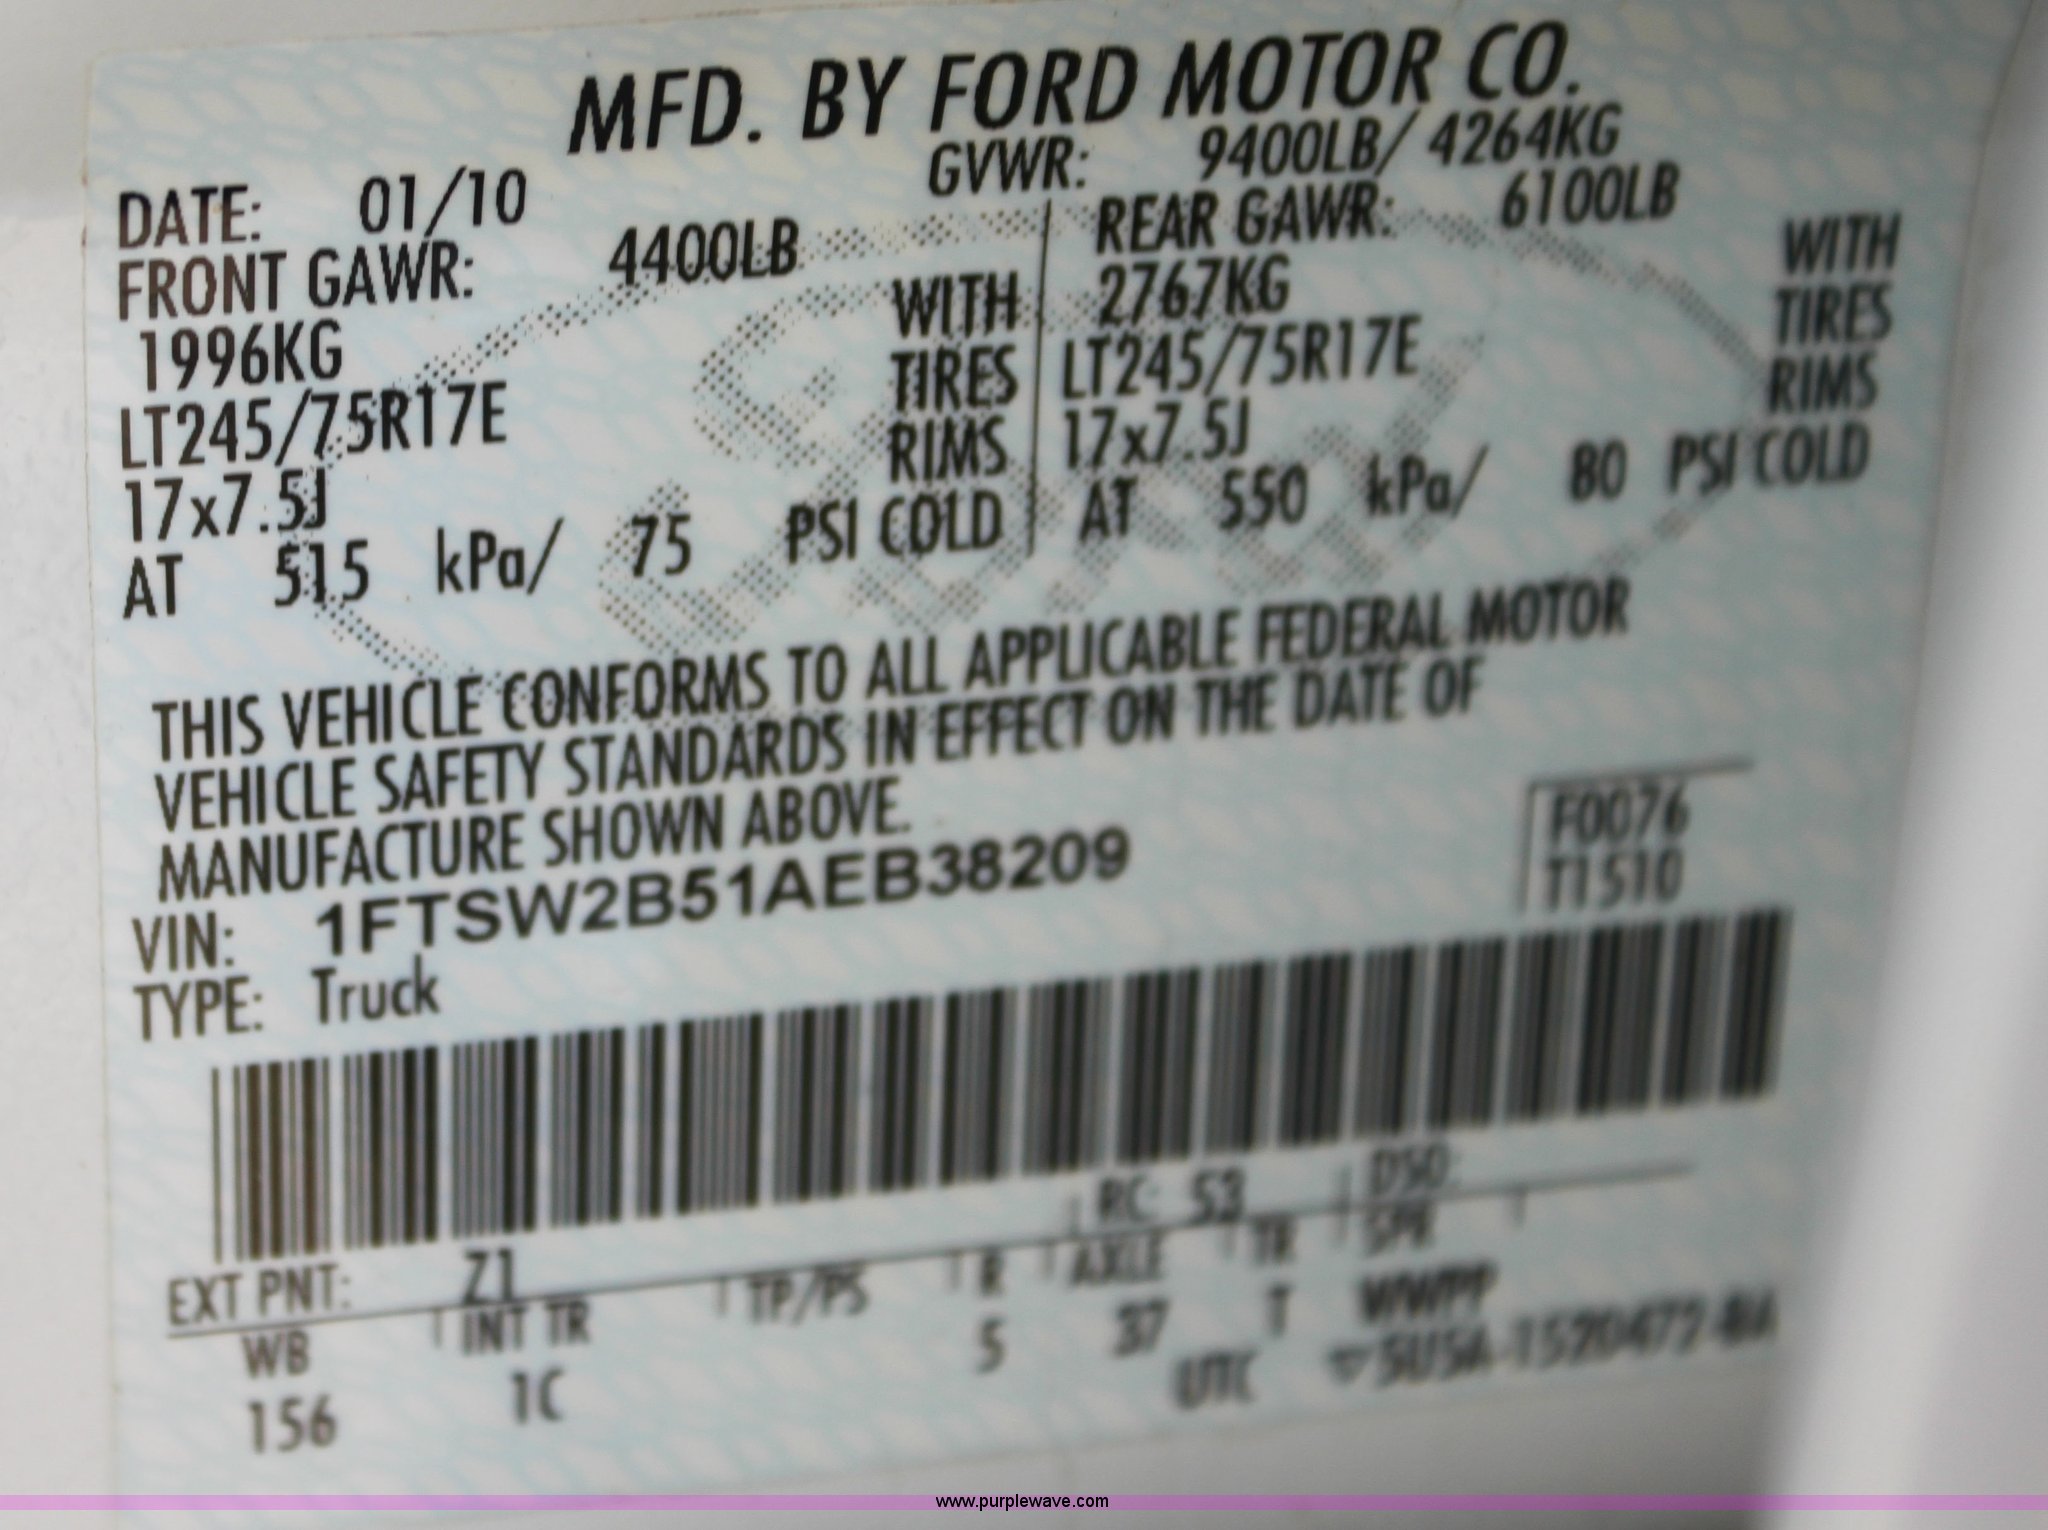 MFD. BY FORD MOTOR CO.
DATE: 01/10 GVWR: 9400LB/ 4264KG
FRONT GAWR: 4400LB REAR GAWR: 6100LB
1996KG WITH 2767KG WITH
LT245/75R17E TIRES LT245/75R17E TIRES
17x7.5J RIMS 17x7.5J RIMS
AT 515 kPa/ 75 PSI COLD AT 550 kPa/ 80 PSI COLD
THIS VEHICLE CONFORMS TO ALL APPLICABLE FEDERAL MOTOR
VEHICLE SAFETY STANDARDS IN EFFECT ON THE DATE OF
MANUFACTURE SHOWN ABOVE.
VIN: 1FTSW2B51AEB38209 F0076
TYPE: Truck T1510
EXT PNT: Z1 RC: 53 DSO:
WB INT TR TP/PS R AXLE TR SPR
156 1C 5 37 T WWPP
UTC
www.purplewave.com